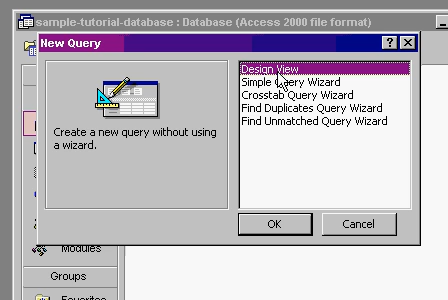 sample-tutorial-database : Database (Access 2000 file format)
New Query
Create a new query without using
a wizard.
Design View
Simple Query Wizard
Crosstab Query Wizard
Find Duplicates Query Wizard
Find Unmatched Query Wizard
OK
Cancel
Modules
Groups
Favorites